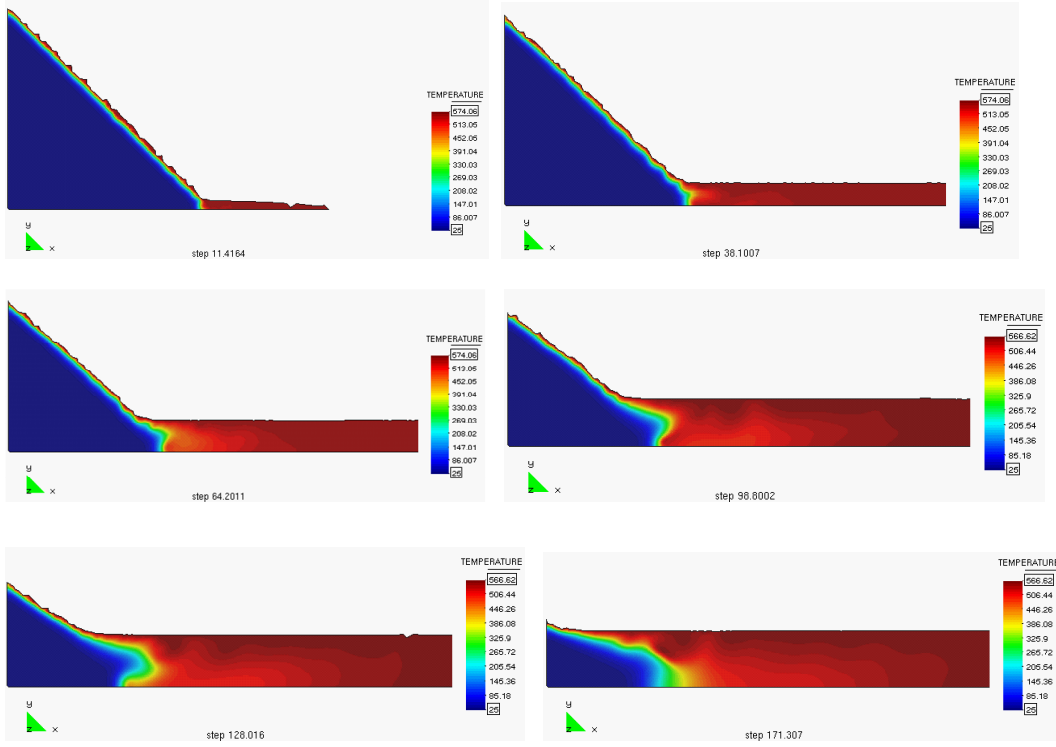 TEMPERATURE
574.06
513.05
452.05
391.04
330.03
269.03
208.02
147.01
86.007
25
y
z x
step 11.4164
TEMPERATURE
574.06
513.05
452.05
391.04
330.03
269.03
208.02
147.01
86.007
25
y
z x
step 38.1007
TEMPERATURE
574.06
513.06
452.05
391.04
330.03
269.03
208.02
147.01
86.007
25
y
z x
step 64.2011
TEMPERATURE
566.62
506.44
446.26
386.08
325.9
265.72
205.54
145.36
85.18
25
y
z x
step 98.8002
TEMPERATURE
566.62
506.44
446.26
386.08
325.9
265.72
205.54
145.36
85.18
25
y
z x
step 128.016
TEMPERATURE
566.62
506.44
446.26
386.08
325.9
265.72
205.54
145.36
85.18
25
y
z x
step 171.307